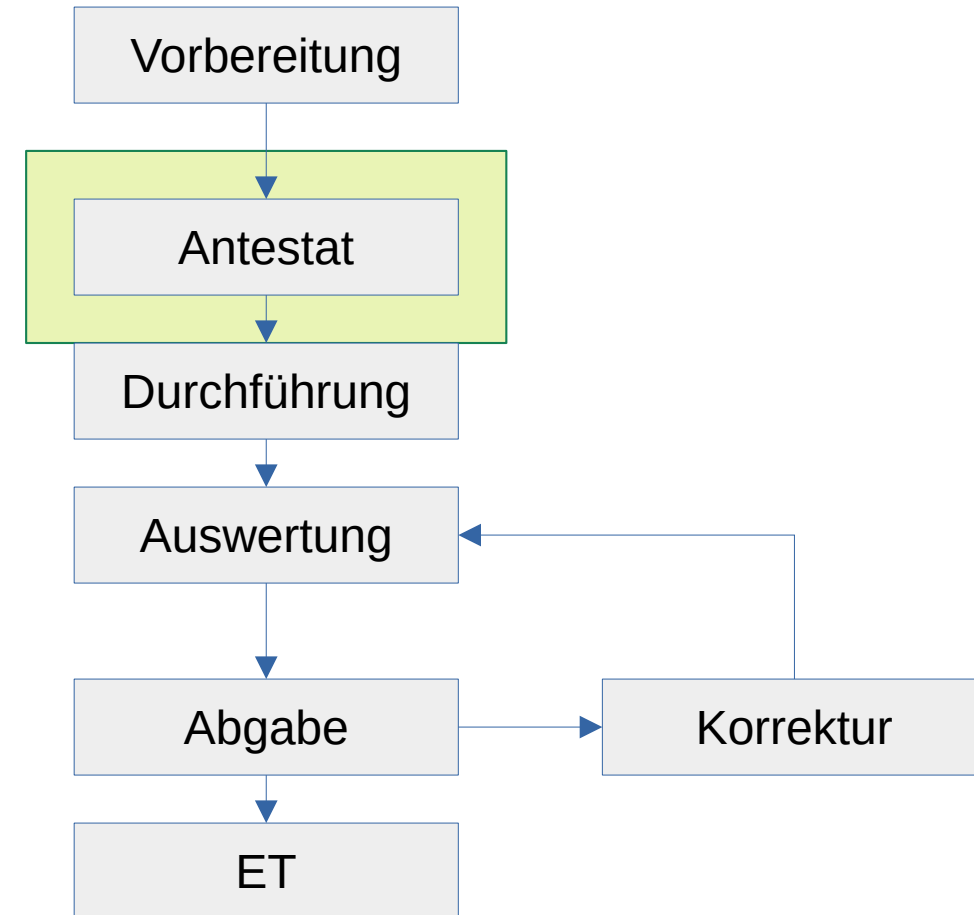 Vorbereitung
Antestat
Durchführung
Auswertung
Abgabe
Korrektur
ET